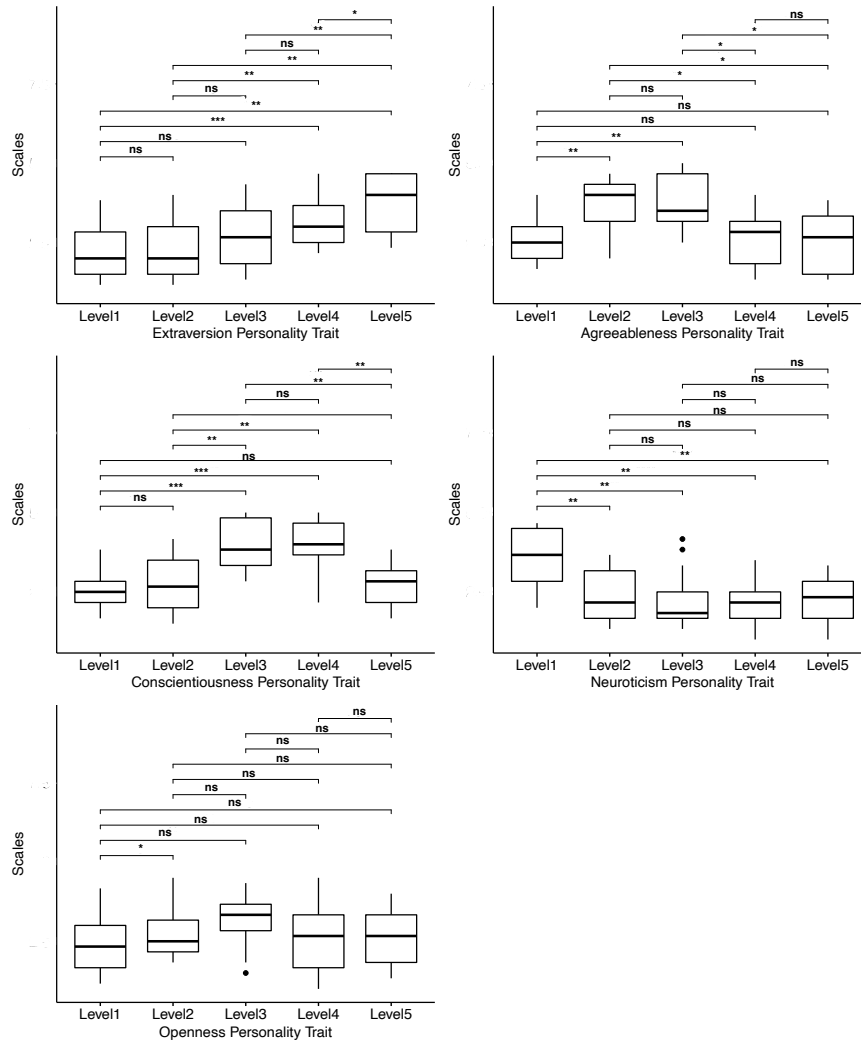 *
**
ns
**
**
ns
**
***
ns
ns
Scales
Level1 Level2 Level3 Level4 Level5
Extraversion Personality Trait
ns
*
*
*
*
ns
ns
ns
**
**
Scales
Level1 Level2 Level3 Level4 Level5
Agreeableness Personality Trait
**
**
ns
**
**
ns
***
***
ns
Scales
Level1 Level2 Level3 Level4 Level5
Conscientiousness Personality Trait
ns
ns
ns
ns
ns
ns
**
**
**
**
Scales
Level1 Level2 Level3 Level4 Level5
Neuroticism Personality Trait
ns
ns
ns
ns
ns
ns
ns
ns
ns
*
Scales
Level1 Level2 Level3 Level4 Level5
Openness Personality Trait